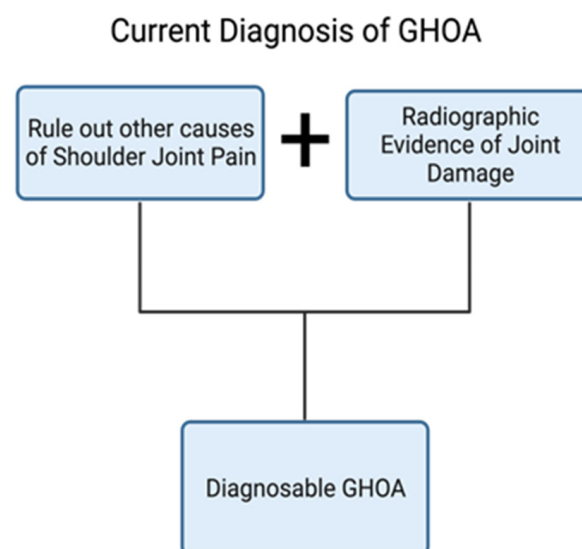 Current Diagnosis of GHOA
Rule out other causes
of Shoulder Joint Pain
+
Radiographic
Evidence of Joint
Damage
Diagnosable GHOA